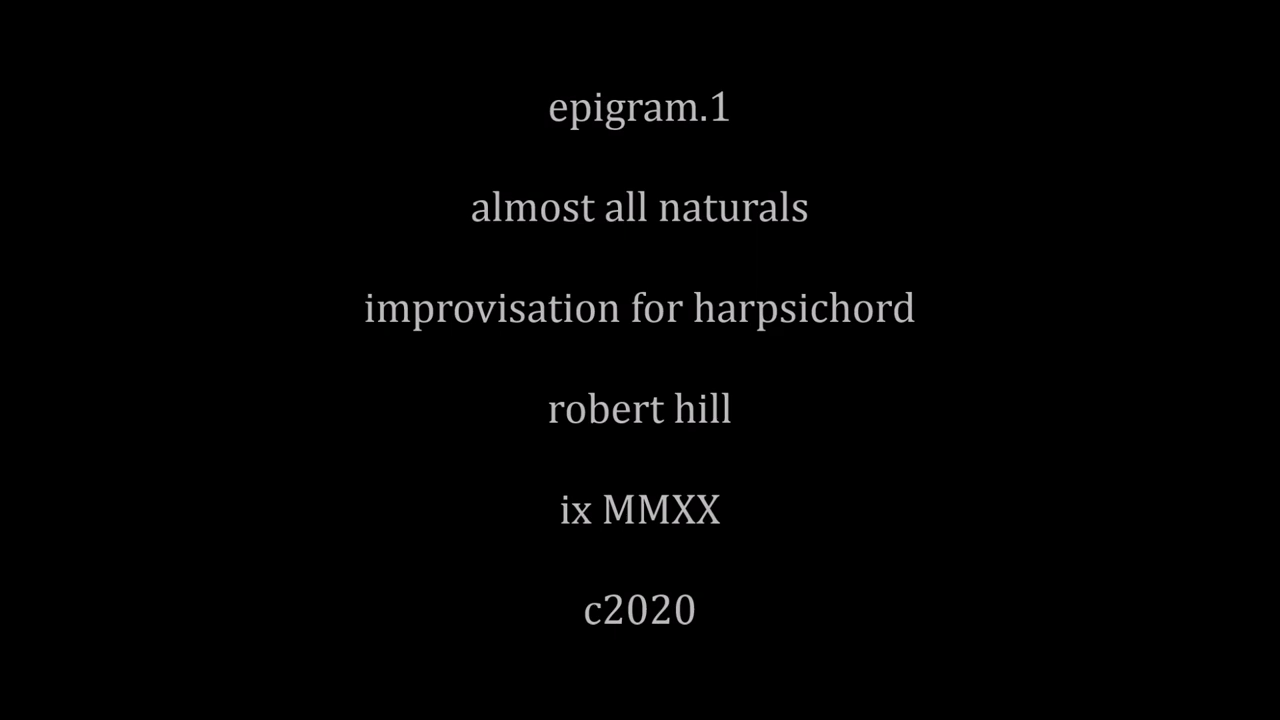 epigram.1
almost all naturals
improvisation for harpsichord
robert hill
ix MMXX
c2020